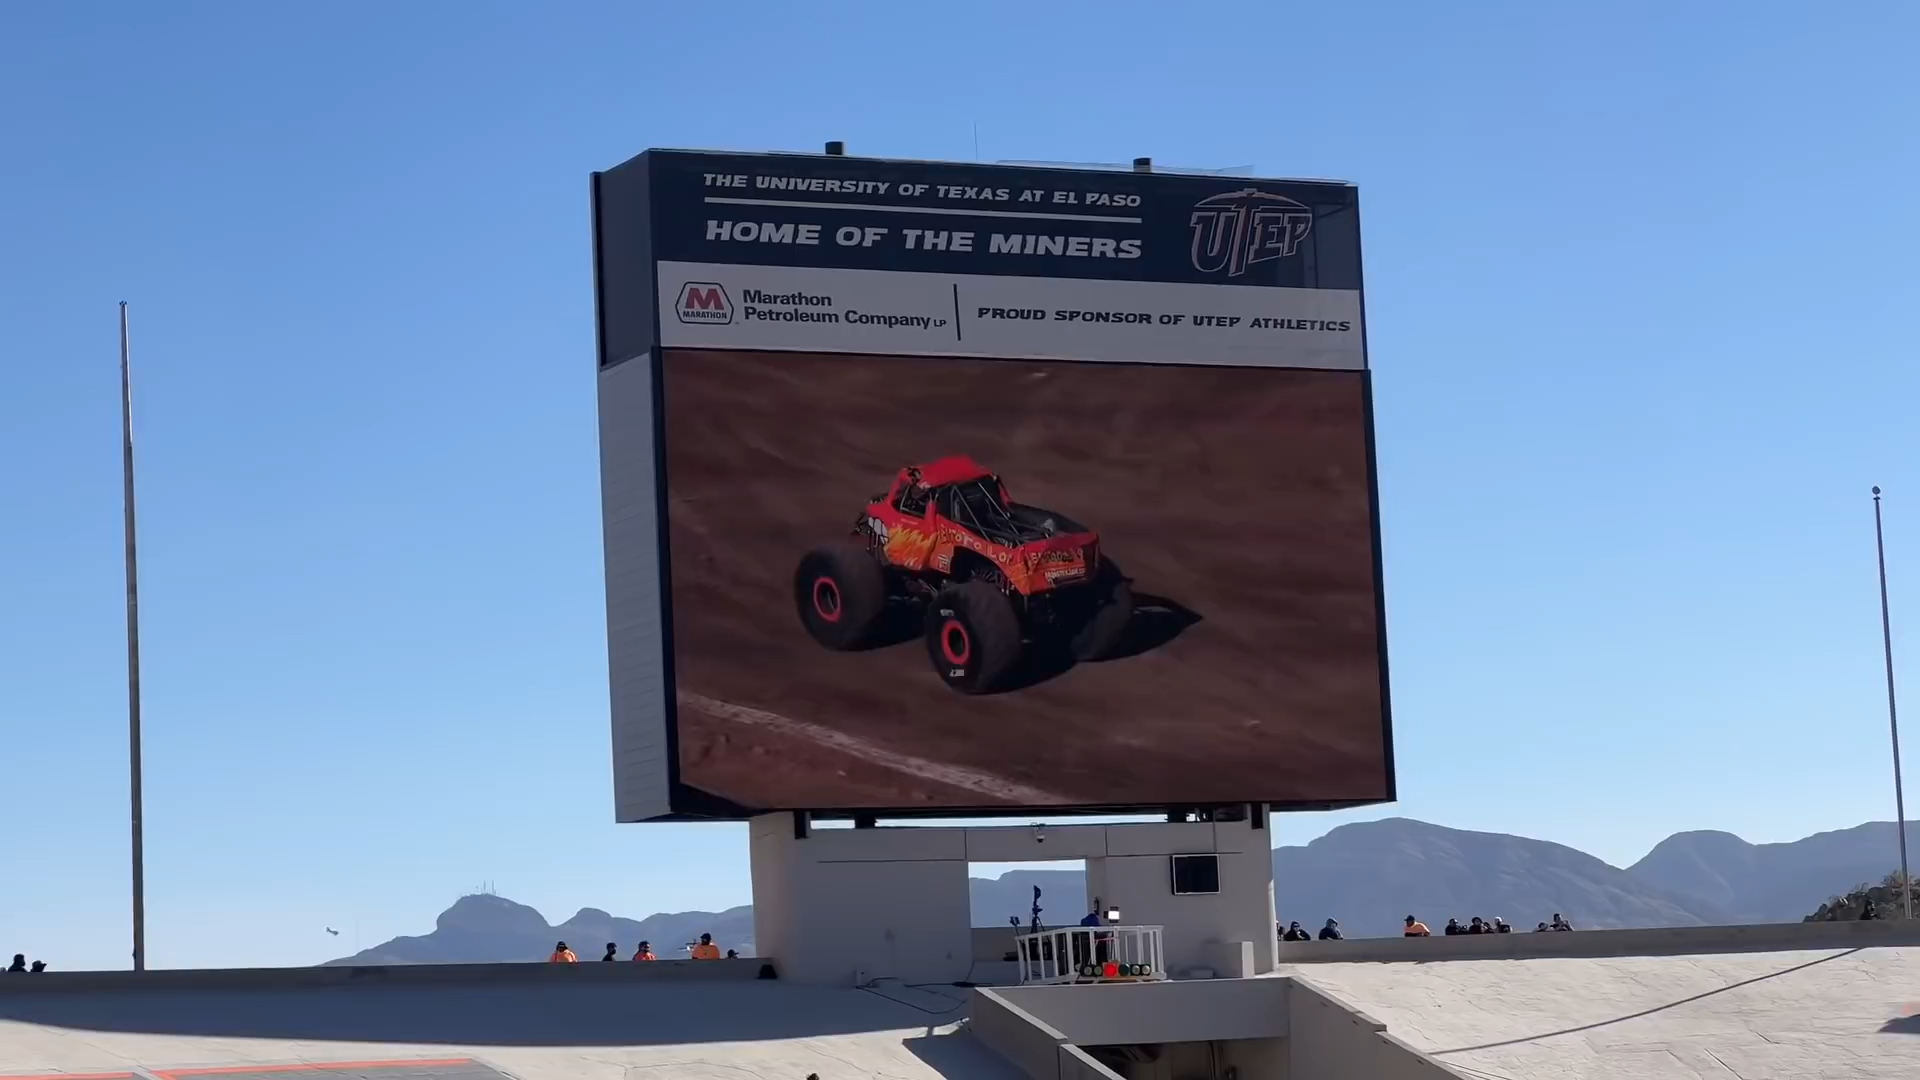 THE UNIVERSITY OF TEXAS AT EL PASO
HOME OF THE MINERS
UTEP
MARATHON
Marathon
Petroleum Company LP
PROUD SPONSOR OF UTEP ATHLETICS